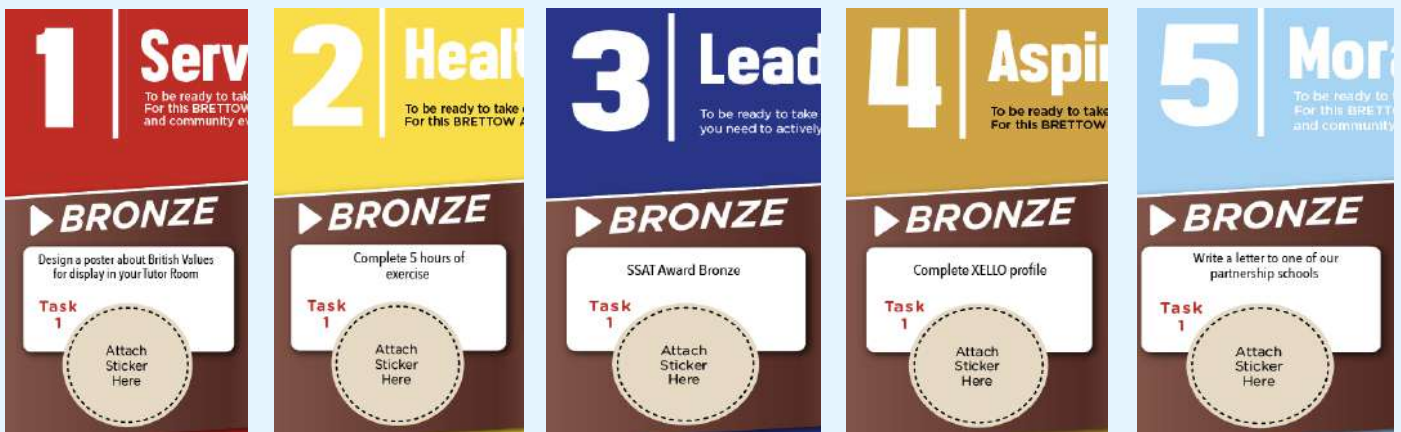 1
Serv
To be ready to tak
For this BRETTOW
and community ev
BRONZE
Design a poster about British Values
for display in your Tutor Room
Task
1
Attach
Sticker
Here
2
Healt
To be ready to take
For this BRETTOW A
BRONZE
Complete 5 hours of
exercise
Task
1
Attach
Sticker
Here
3
Lead
To be ready to take
you need to actively
BRONZE
SSAT Award Bronze
Task
1
Attach
Sticker
Here
4
Aspi
To be ready to take
For this BRETTOW
BRONZE
Complete XELLO profile
Task
1
Attach
Sticker
Here
5
Mora
To be ready to
For this BRETT
and community
BRONZE
Write a letter to one of our
partnership schools
Task
1
Attach
Sticker
Here